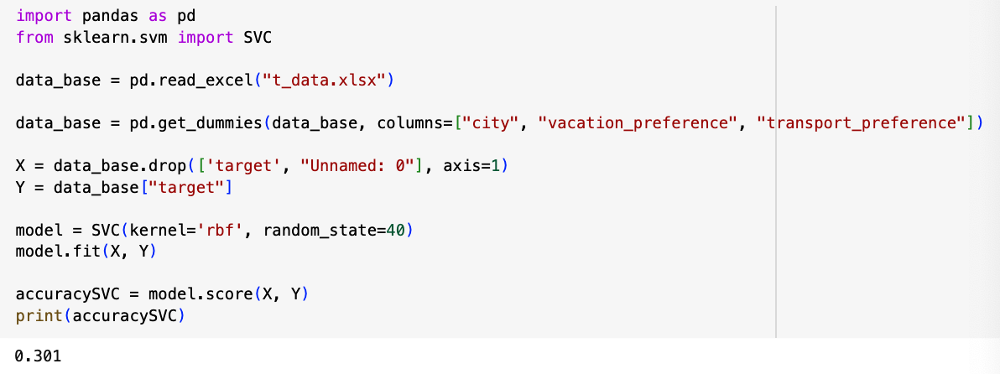 import pandas as pd
from sklearn.svm import SVC
data_base = pd.read_excel("t_data.xlsx")
data_base = pd.get_dummies(data_base, columns=["city", "vacation_preference", "transport_preference"])
X = data_base.drop(['target', "Unnamed: 0"], axis=1)
Y = data_base["target"]
model = SVC(kernel='rbf', random_state=40)
model.fit(X, Y)
accuracySVC = model.score(X, Y)
print(accuracySVC)
0.301